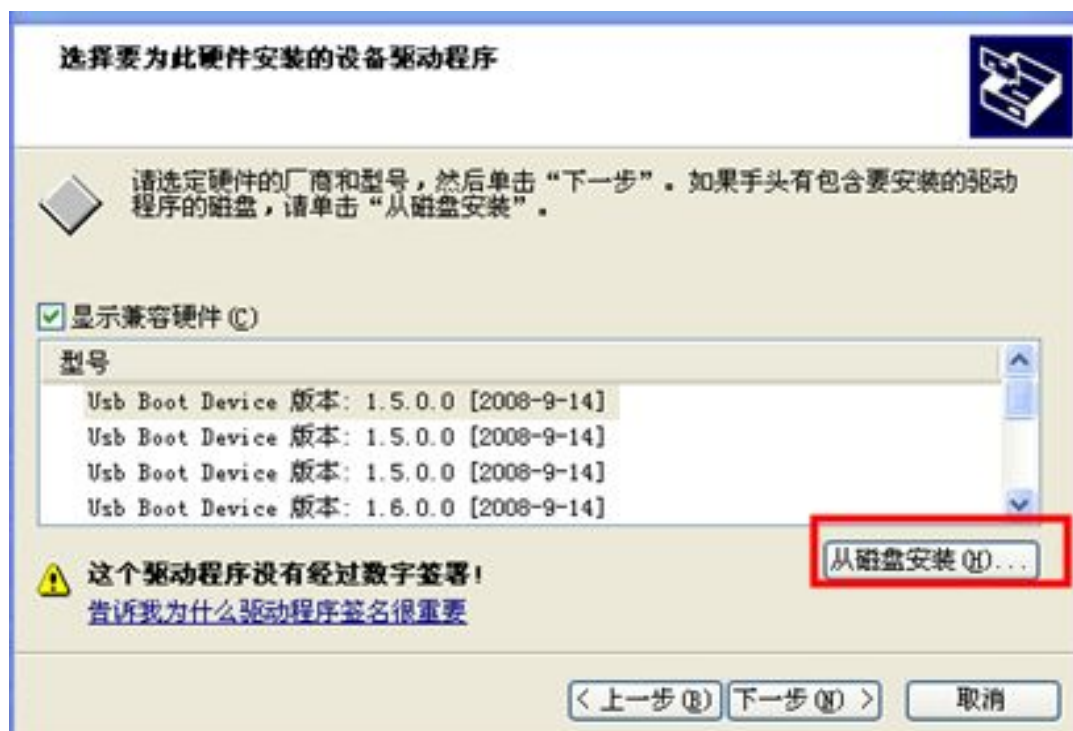 选择要为此硬件安装的设备驱动程序
请选定硬件的厂商和型号，然后单击“下一步”。如果手头有包含要安装的驱动
程序的磁盘，请单击“从磁盘安装”。
显示兼容硬件(C)
型号
Usb Boot Device 版本: 1.5.0.0 [2008-9-14]
Usb Boot Device 版本: 1.5.0.0 [2008-9-14]
Usb Boot Device 版本: 1.5.0.0 [2008-9-14]
Usb Boot Device 版本: 1.6.0.0 [2008-9-14]
从磁盘安装(H)...
这个驱动程序没有经过数字签署!
告诉我为什么驱动程序签名很重要
< 上一步(B) 下一步(N) > 取消